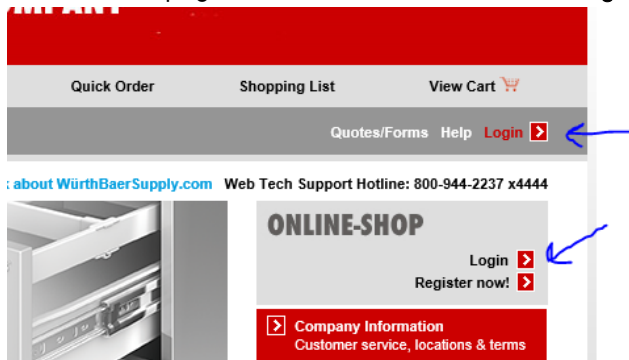 Quick Order Shopping List View Cart
Quotes/Forms Help Login
about WürthBaerSupply.com Web Tech Support Hotline: 800-944-2237 x4444
ONLINE-SHOP
Login
Register now!
Company Information
Customer service, locations & terms